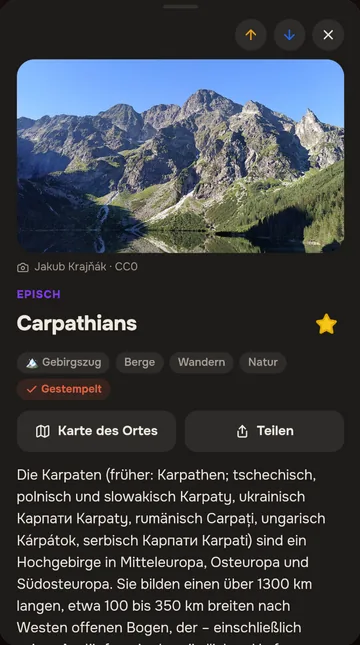 Jakub Krajňák · CC0
EPISCH
Carpathians
Gebirgszug
Berge
Wandern
Natur
Gestempelt
Karte des Ortes
Teilen
Die Karpaten (früher: Karpathen; tschechisch,
polnisch und slowakisch Karpaty, ukrainisch
Карпати Karpaty, rumänisch Carpați, ungarisch
Kárpátok, serbisch Карпати Karpati) sind ein
Hochgebirge in Mitteleuropa, Osteuropa und
Südosteuropa. Sie bilden einen über 1300 km
langen, etwa 100 bis 350 km breiten nach
Westen offenen Bogen, der – einschließlich